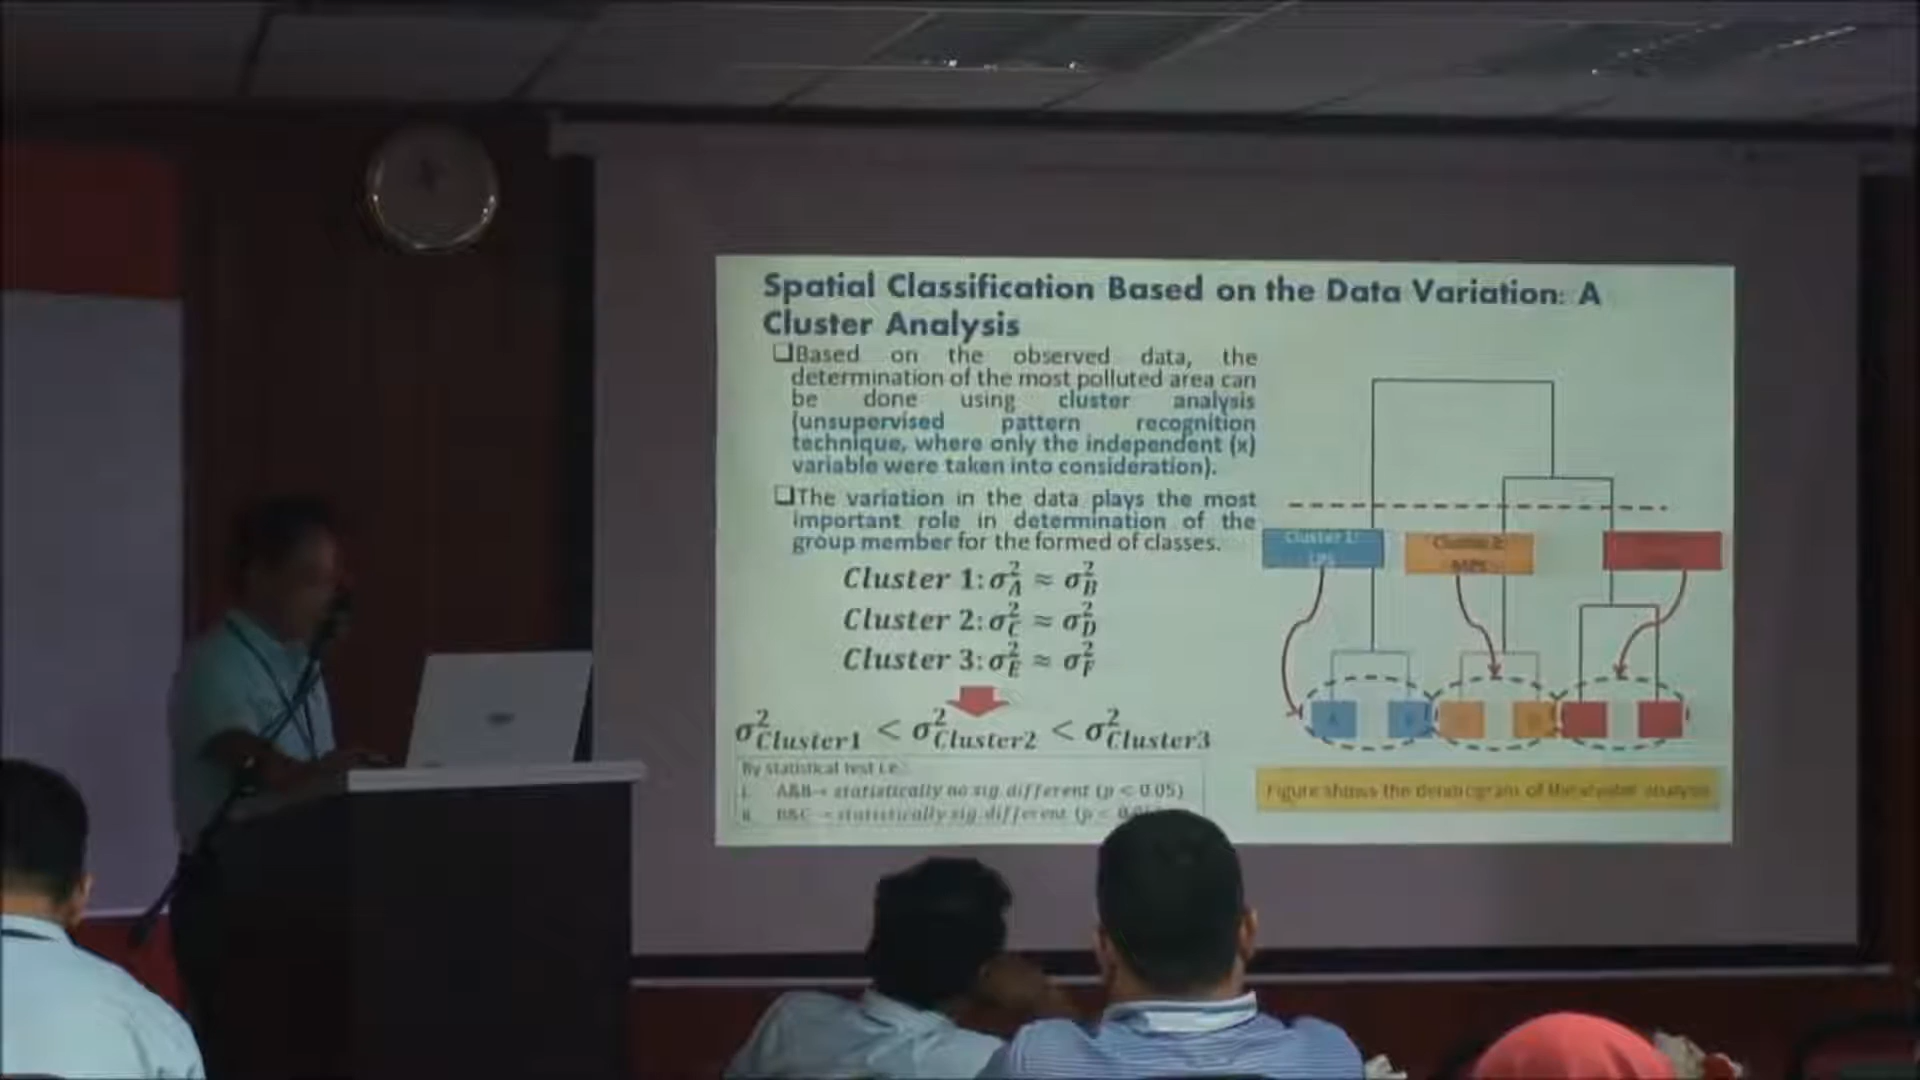 Spatial Classification Based on the Data Variation: A
Cluster Analysis
❑Based on the observed data, the
determination of the most polluted area can
be done using cluster analysis
(unsupervised pattern recognition
technique, where only the independent (x)
variable were taken into consideration).
❑The variation in the data plays the most
important role in determination of the
group member for the formed of classes.
Cluster 1: σ²A ≈ σ²B
Cluster 2: σ²C ≈ σ²D
Cluster 3: σ²E ≈ σ²F
σ²Cluster1 < σ²Cluster2 < σ²Cluster3
By statistical test i.e.:
i. A&B→ statistically no sig. different (p < 0.05)
ii. B&C → statistically sig. different (p <
Cluster 1:
Cluster 2:
A
Figure shows the dendrogram of the cluster analysis